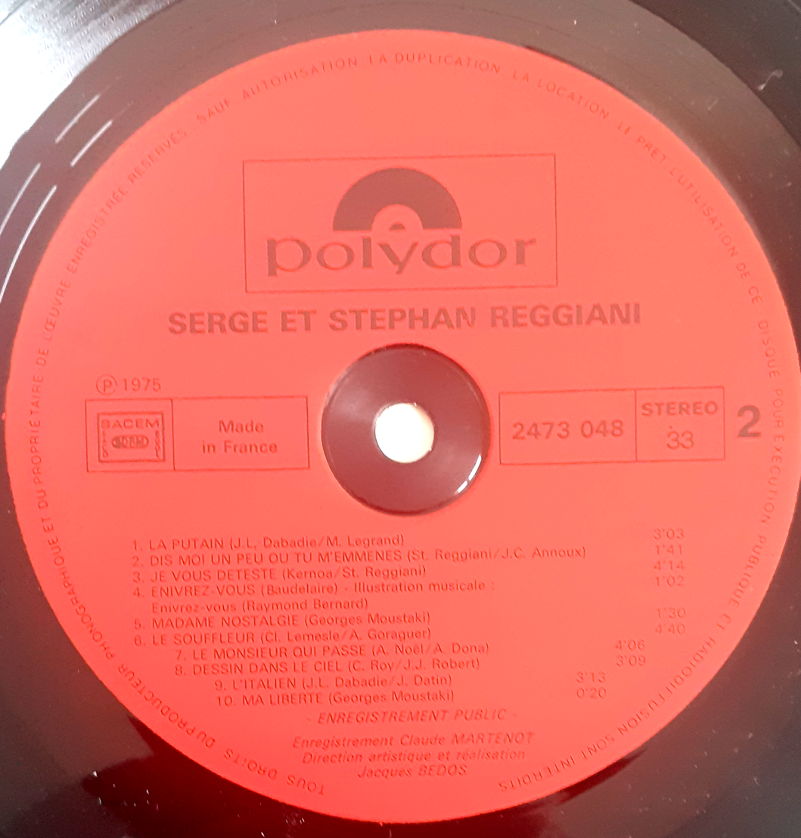 TOUS DROITS DU PRODUCTEUR PHONOGRAPHIQUE ET DU PROPRIETAIRE DE L'ŒUVRE ENREGISTRÉE RÉSERVÉS. SAUF AUTORISATION LA DUPLICATION LA LOCATION LE PRÊT L'UTILISATION DE CE DISQUE POUR EXECUTION PUBLIQUE ET RADIODIFFUSION SONT INTERDITS
polydor
SERGE ET STEPHAN REGGIANI
Ⓟ 1975
SACEM
Made
in France
2473 048
STEREO
33
2
1. LA PUTAIN (J.L. Dabadie/M. Legrand) 3'03
2. DIS MOI UN PEU OU TU M'EMMENES (St. Reggiani/J.C. Annoux) 1'41
3. JE VOUS DETESTE (Kernoa/St. Reggiani) 4'14
4. ENIVREZ-VOUS (Baudelaire) - Illustration musicale : 1'02
Enivrez-vous (Raymond Bernard)
5. MADAME NOSTALGIE (Georges Moustaki) 1'30
6. LE SOUFFLEUR (Cl. Lemesle/A. Goraguer) 4'40
7. LE MONSIEUR QUI PASSE (A. Noël/A. Dona) 4'06
8. DESSIN DANS LE CIEL (C. Roy/J.J. Robert) 3'09
9. L'ITALIEN (J.L. Dabadie/J. Datin) 3'13
10. MA LIBERTE (Georges Moustaki) 0'20
- ENREGISTREMENT PUBLIC -
Enregistrement Claude MARTENOT
Direction artistique et réalisation
Jacques BEDOS